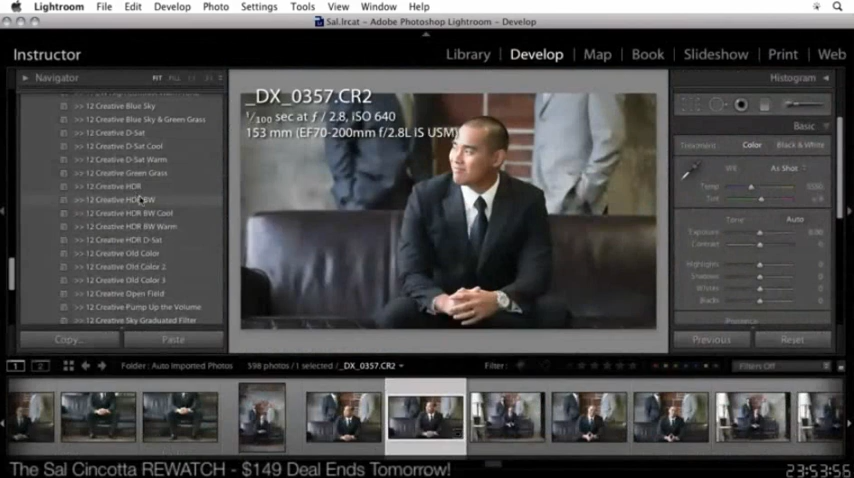 Lightroom File Edit Develop Photo Settings Tools View Window Help
Sal.lrcat - Adobe Photoshop Lightroom - Develop
Instructor
Library | Develop | Map | Book | Slideshow | Print | Web
Navigator FIT FILL
Histogram
>> 12 Creative Blue Sky
>> 12 Creative Blue Sky & Green Grass
>> 12 Creative D-Sat
>> 12 Creative D-Sat Cool
>> 12 Creative D-Sat Warm
>> 12 Creative Green Grass
>> 12 Creative HDR
>> 12 Creative HDR BW
>> 12 Creative HDR BW Cool
>> 12 Creative HDR BW Warm
>> 12 Creative HDR D-Sat
>> 12 Creative Old Color
>> 12 Creative Old Color 2
>> 12 Creative Old Color 3
>> 12 Creative Open Field
>> 12 Creative Pump Up the Volume
>> 12 Creative Sky Graduated Filter
Copy... Paste
_DX_0357.CR2
1/100 sec at ƒ / 2.8, ISO 640
153 mm (EF70-200mm f/2.8L IS USM)
Basic
Treatment: Color Black & White
WB: As Shot
Temp
Tint
Tone Auto
Exposure 0.00
Contrast
Highlights
Shadows
Whites
Blacks
Presence
Previous Reset
1 2 Folder : Auto Imported Photos 598 photos / 1 selected / _DX_0357.CR2 Filter : Filters Off
The Sal Cincotta REWATCH - $149 Deal Ends Tomorrow!
23:53:56